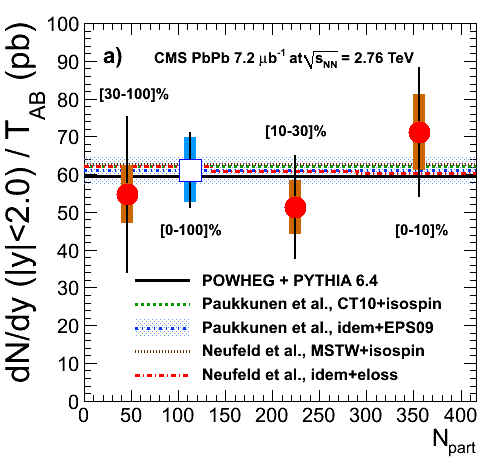 a) CMS PbPb 7.2 μb⁻¹ at √s_NN = 2.76 TeV
dN/dy (|y|<2.0) / T_AB (pb)
100
90
80
70
60
50
40
30
20
10
0
[30-100]%
[10-30]%
[0-100]%
[0-10]%
POWHEG + PYTHIA 6.4
Paukkunen et al., CT10+isospin
Paukkunen et al., idem+EPS09
Neufeld et al., MSTW+isospin
Neufeld et al., idem+eloss
0 50 100 150 200 250 300 350 400
N_part